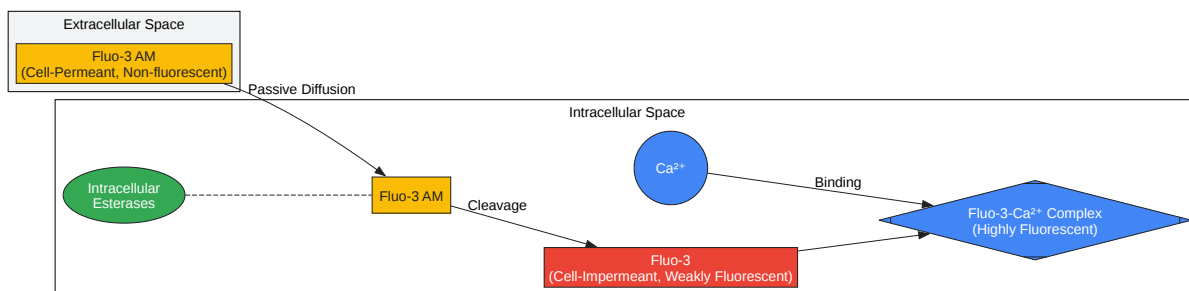 Extracellular Space
Fluo-3 AM
(Cell-Permeant, Non-fluorescent)
Passive Diffusion
Intracellular Space
Ca²⁺
Intracellular
Esterases
Fluo-3 AM
Cleavage
Binding
Fluo-3-Ca²⁺ Complex
(Highly Fluorescent)
Fluo-3
(Cell-Impermeant, Weakly Fluorescent)